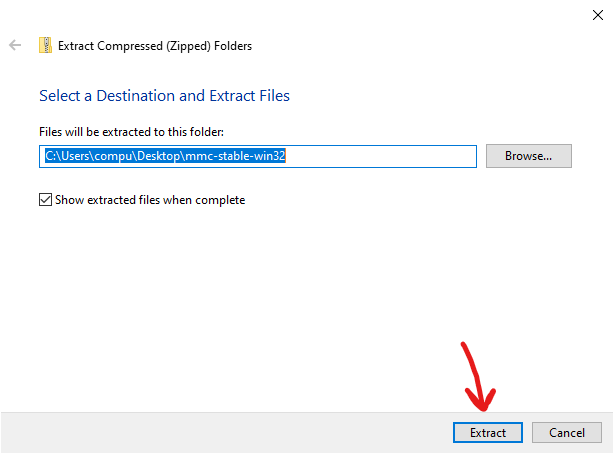 Extract Compressed (Zipped) Folders
Select a Destination and Extract Files
Files will be extracted to this folder:
C:\Users\compu\Desktop\mmc-stable-win32
Browse...
Show extracted files when complete
Extract
Cancel